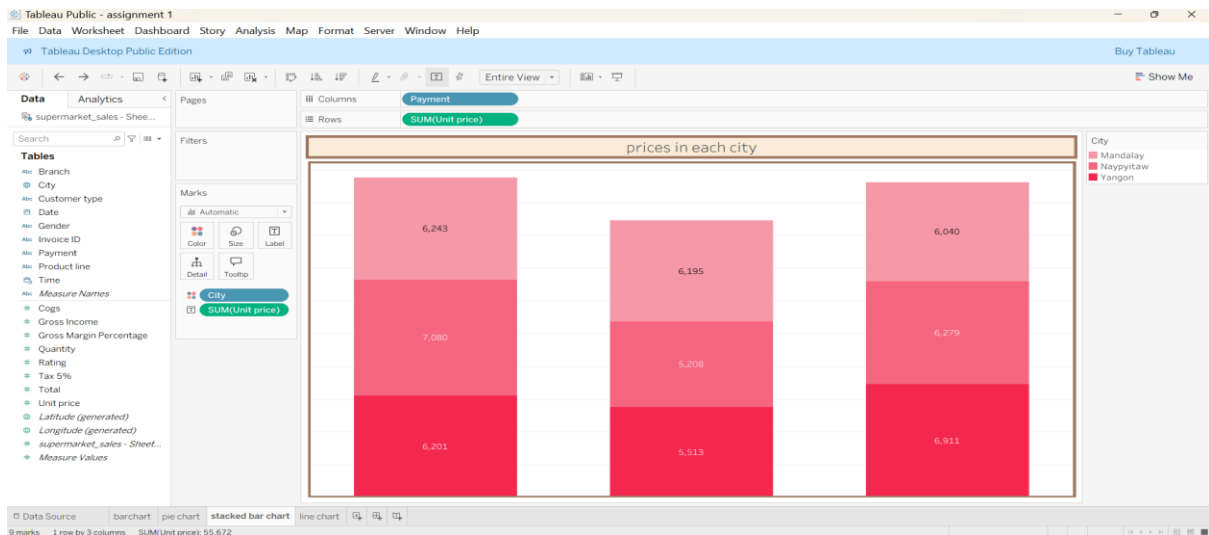 Tableau Public - assignment 1
File Data Worksheet Dashboard Story Analysis Map Format Server Window Help
Tableau Desktop Public Edition
Buy Tableau
Entire View
Show Me
Data Analytics
supermarket_sales - Shee...
Search
Tables
Abc Branch
City
Abc Customer type
Date
Abc Gender
Abc Invoice ID
Abc Payment
Abc Product line
Time
Abc Measure Names
# Cogs
# Gross Income
# Gross Margin Percentage
# Quantity
# Rating
# Tax 5%
# Total
# Unit price
Latitude (generated)
Longitude (generated)
# supermarket_sales - Sheet...
# Measure Values
Pages
Filters
Marks
Automatic
Color Size Label
Detail Tooltip
City
SUM(Unit price)
Columns Payment
Rows SUM(Unit price)
prices in each city
6,243
7,080
6,201
6,195
5,208
5,513
6,040
6,279
6,911
City
Mandalay
Naypyitaw
Yangon
Data Source barchart pie chart stacked bar chart line chart
9 marks 1 row by 3 columns SUM(Unit price): 55,672